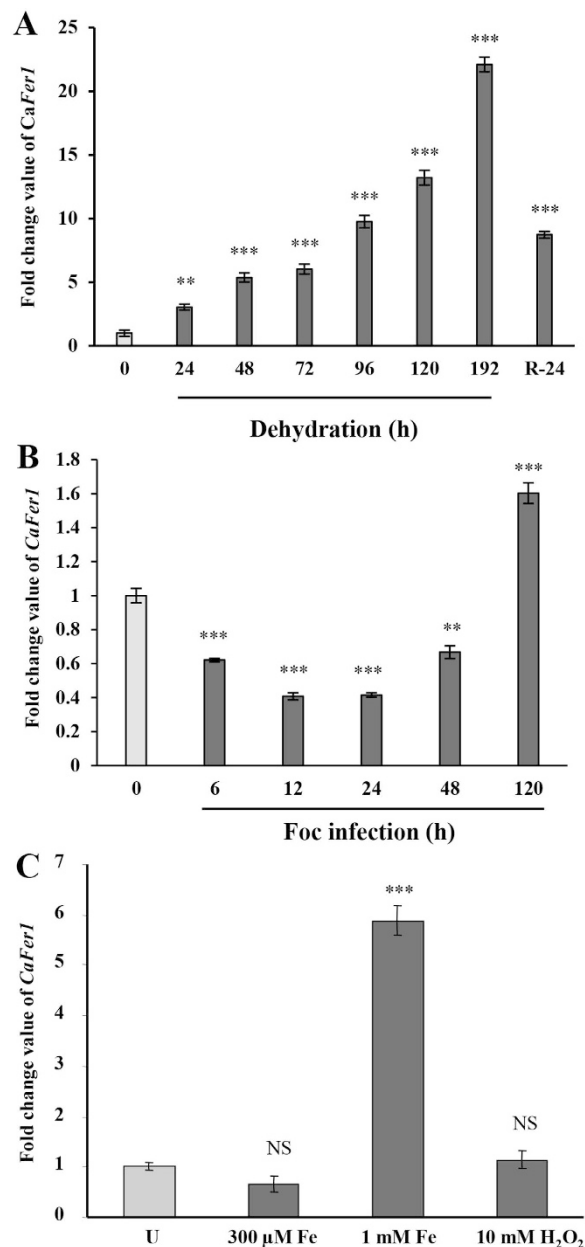 A
Fold change value of CaFer1
25
20
15
10
5
0
**
***
***
***
***
***
***
0 24 48 72 96 120 192 R-24
Dehydration (h)
B
Fold change value of CaFer1
1.8
1.6
1.4
1.2
1
0.8
0.6
0.4
0.2
0
***
***
***
**
***
0 6 12 24 48 120
Foc infection (h)
C
Fold change value of CaFer1
7
6
5
4
3
2
1
0
NS
***
NS
U 300 µM Fe 1 mM Fe 10 mM H₂O₂